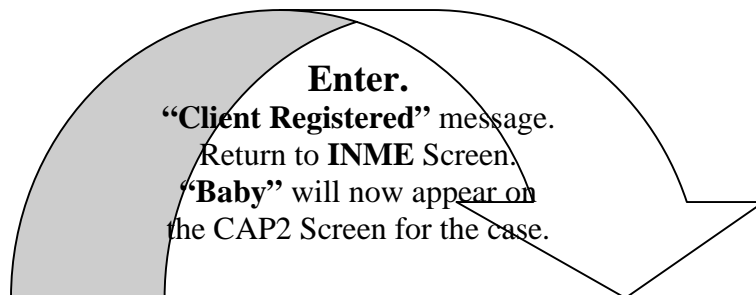 Enter.
“Client Registered” message.
Return to INME Screen.
“Baby” will now appear on
the CAP2 Screen for the case.